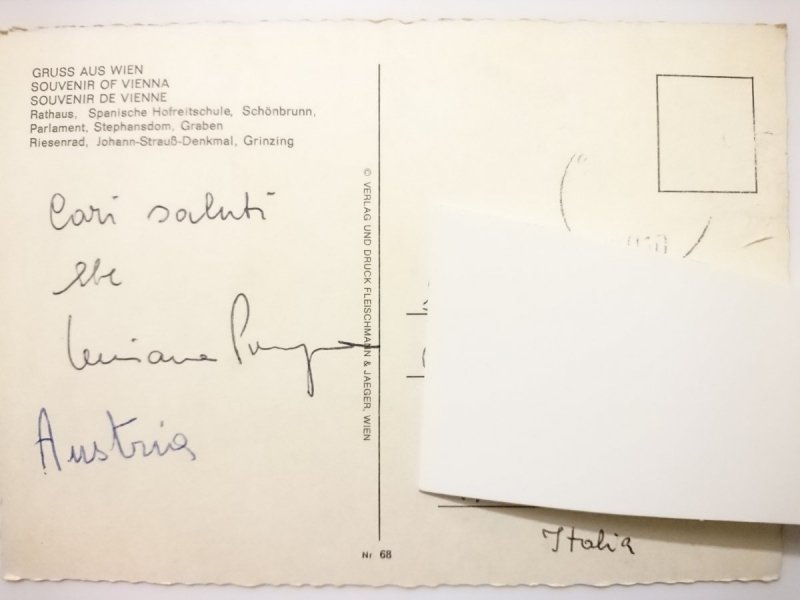 GRUSS AUS WIEN
SOUVENIR OF VIENNA
SOUVENIR DE VIENNE
Rathaus, Spanische Hofreitschule, Schönbrunn,
Parlament, Stephansdom, Graben
Riesenrad, Johann-Strauß-Denkmal, Grinzing
Cari saluti
Luciana
Austria
© VERLAG UND DRUCK FLEISCHMANN & JAEGER, WIEN
Nr 68
Italia